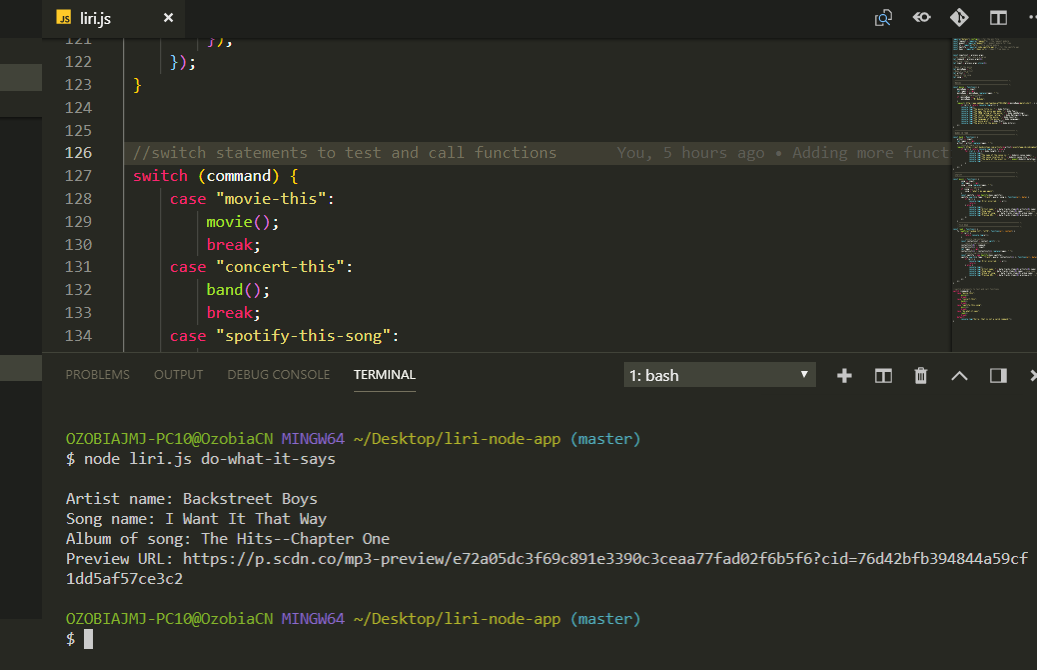 JS liri.js ×
121 });
122 });
123 }
124
125
126 //switch statements to test and call functions You, 5 hours ago • Adding more funct
127 switch (command) {
128 case "movie-this":
129 movie();
130 break;
131 case "concert-this":
132 band();
133 break;
134 case "spotify-this-song":
PROBLEMS OUTPUT DEBUG CONSOLE TERMINAL 1: bash
OZOBIAJMJ-PC10@OzobiaCN MINGW64 ~/Desktop/liri-node-app (master)
$ node liri.js do-what-it-says
Artist name: Backstreet Boys
Song name: I Want It That Way
Album of song: The Hits--Chapter One
Preview URL: https://p.scdn.co/mp3-preview/e72a05dc3f69c891e3390c3ceaa77fad02f6b5f6?cid=76d42bfb394844a59cf
1dd5af57ce3c2
OZOBIAJMJ-PC10@OzobiaCN MINGW64 ~/Desktop/liri-node-app (master)
$